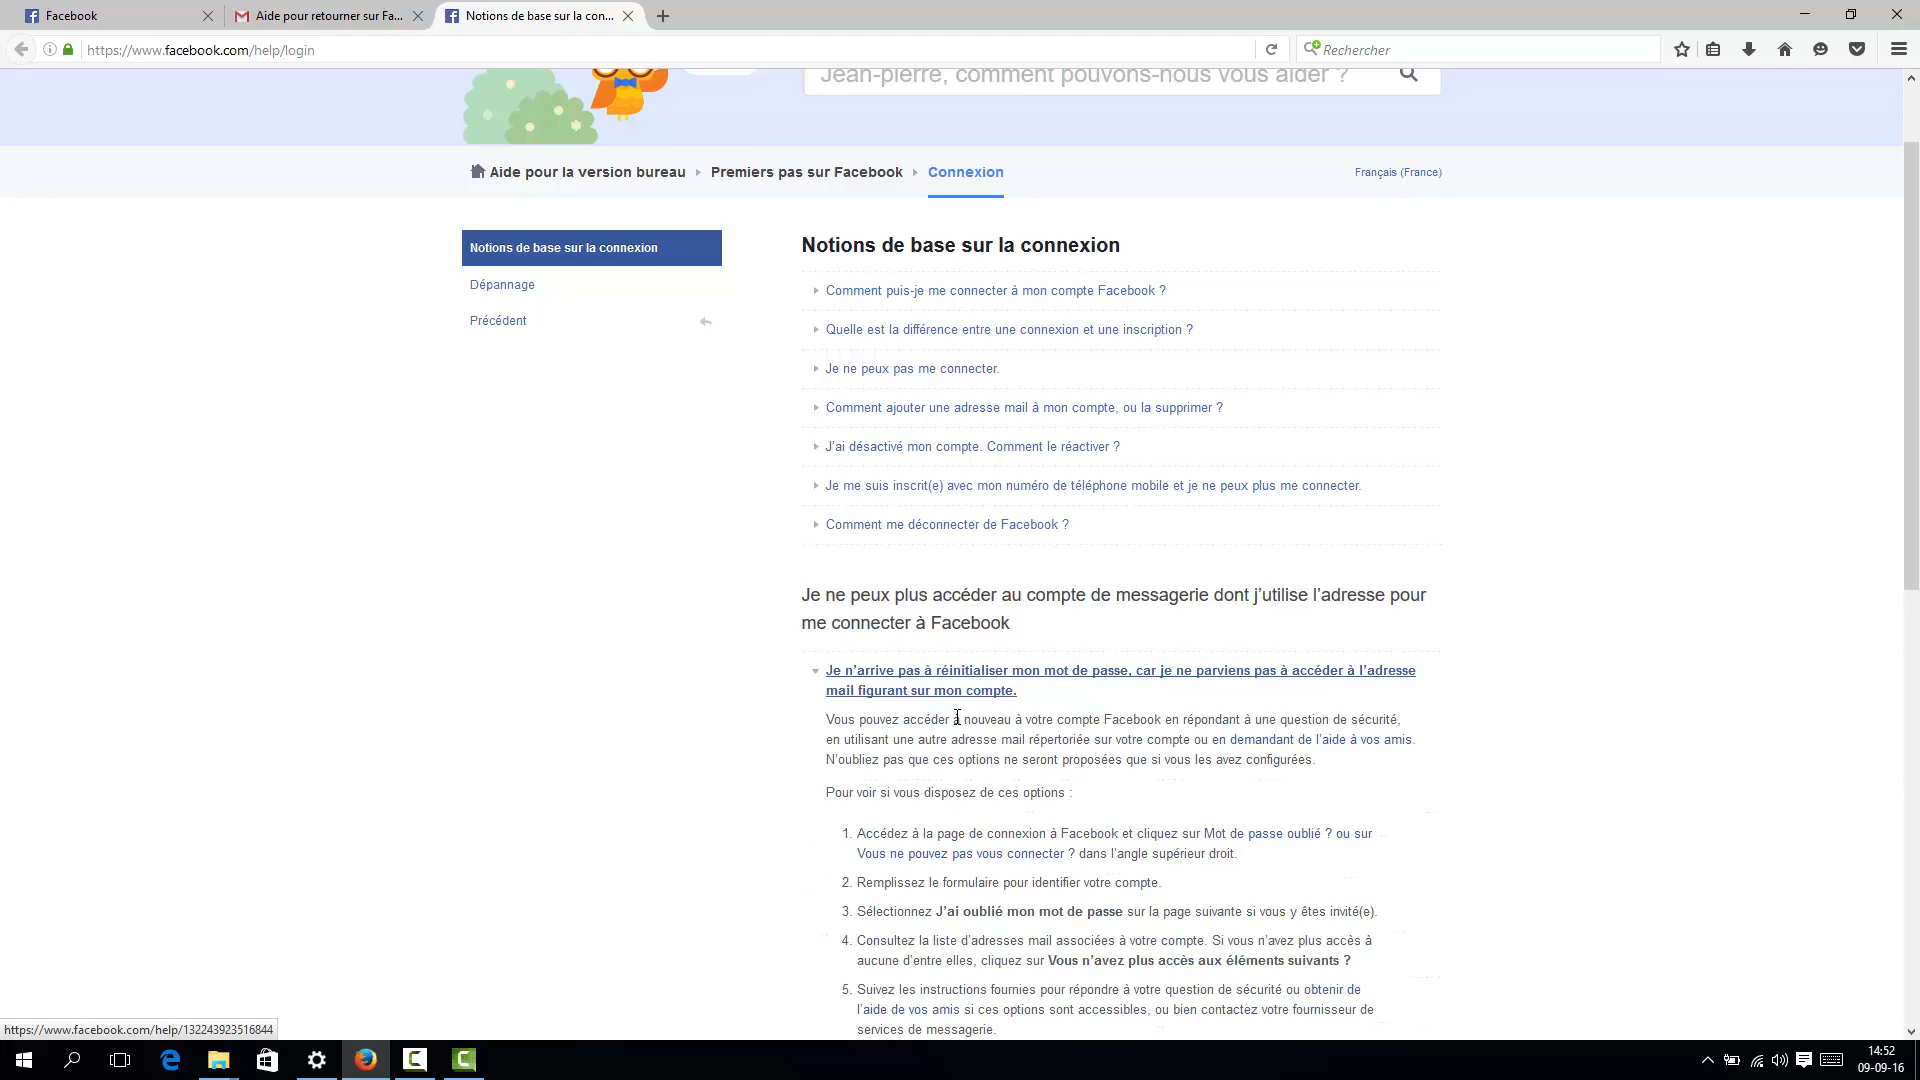 Facebook
Aide pour retourner sur Fa...
Notions de base sur la con...
https://www.facebook.com/help/login
Rechercher
Jean-pierre, comment pouvons-nous vous aider ?
Aide pour la version bureau
Premiers pas sur Facebook
Connexion
Français (France)
Notions de base sur la connexion
Dépannage
Précédent
Notions de base sur la connexion
Comment puis-je me connecter à mon compte Facebook ?
Quelle est la différence entre une connexion et une inscription ?
Je ne peux pas me connecter.
Comment ajouter une adresse mail à mon compte, ou la supprimer ?
J’ai désactivé mon compte. Comment le réactiver ?
Je me suis inscrit(e) avec mon numéro de téléphone mobile et je ne peux plus me connecter.
Comment me déconnecter de Facebook ?
Je ne peux plus accéder au compte de messagerie dont j’utilise l’adresse pour
me connecter à Facebook
Je n’arrive pas à réinitialiser mon mot de passe, car je ne parviens pas à accéder à l’adresse
mail figurant sur mon compte.
Vous pouvez accéder à nouveau à votre compte Facebook en répondant à une question de sécurité,
en utilisant une autre adresse mail répertoriée sur votre compte ou en demandant de l’aide à vos amis.
N’oubliez pas que ces options ne seront proposées que si vous les avez configurées.
Pour voir si vous disposez de ces options :
1. Accédez à la page de connexion à Facebook et cliquez sur Mot de passe oublié ? ou sur
Vous ne pouvez pas vous connecter ? dans l’angle supérieur droit.
2. Remplissez le formulaire pour identifier votre compte.
3. Sélectionnez J’ai oublié mon mot de passe sur la page suivante si vous y êtes invité(e).
4. Consultez la liste d’adresses mail associées à votre compte. Si vous n’avez plus accès à
aucune d’entre elles, cliquez sur Vous n’avez plus accès aux éléments suivants ?
5. Suivez les instructions fournies pour répondre à votre question de sécurité ou obtenir de
l’aide de vos amis si ces options sont accessibles, ou bien contactez votre fournisseur de
services de messagerie.
https://www.facebook.com/help/132243923516844
14:52
09-09-16